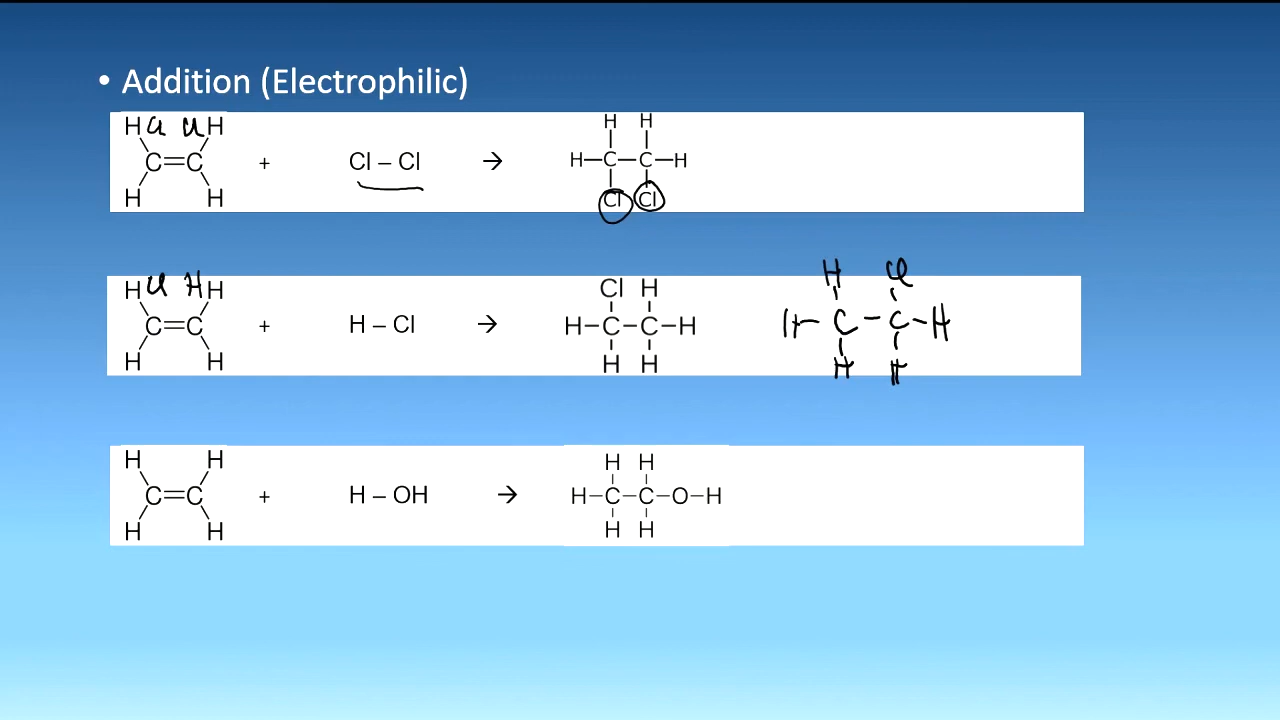 • Addition (Electrophilic)
H Cl Cl H H H
C=C + Cl – Cl → H–C–C–H
H H Cl Cl
H Cl H H Cl H H Cl
C=C + H – Cl → H–C–C–H H–C–C–H
H H H H H H
H H H H
C=C + H – OH → H–C–C–O–H
H H H H